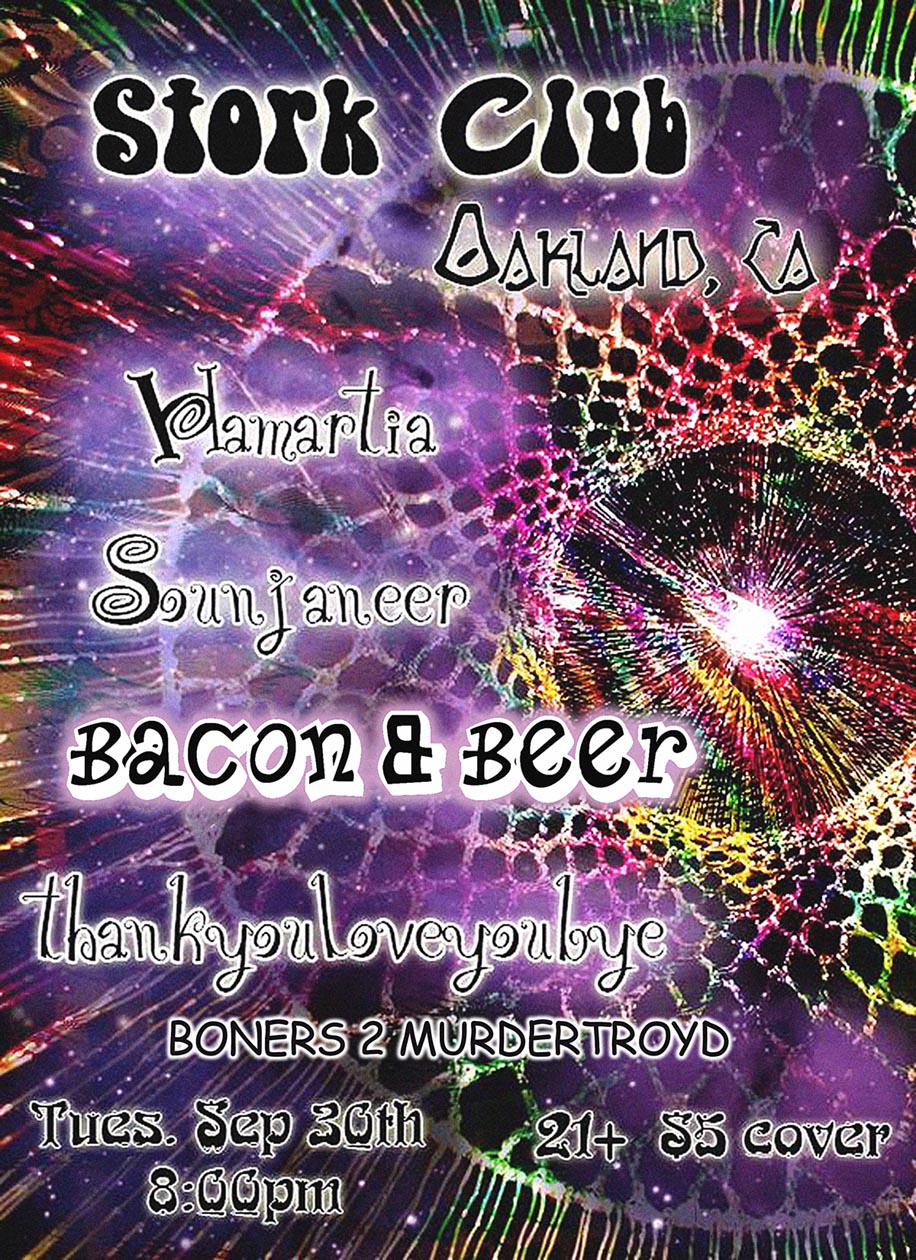 Stork Club
Oakland, CA
Hamartia
Sounjaneer
Bacon & Beer
thankyouloveyoubye
BONERS 2 MURDERTROYD
Tues. Sep 30th 21+ $5 cover
8:00pm